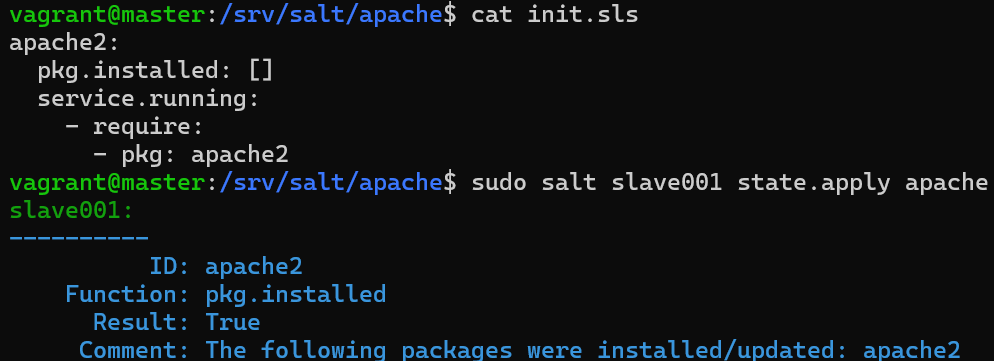 vagrant@master:/srv/salt/apache$ cat init.sls
apache2:
  pkg.installed: []
  service.running:
    - require:
      - pkg: apache2
vagrant@master:/srv/salt/apache$ sudo salt slave001 state.apply apache
slave001:
----------
          ID: apache2
    Function: pkg.installed
      Result: True
     Comment: The following packages were installed/updated: apache2